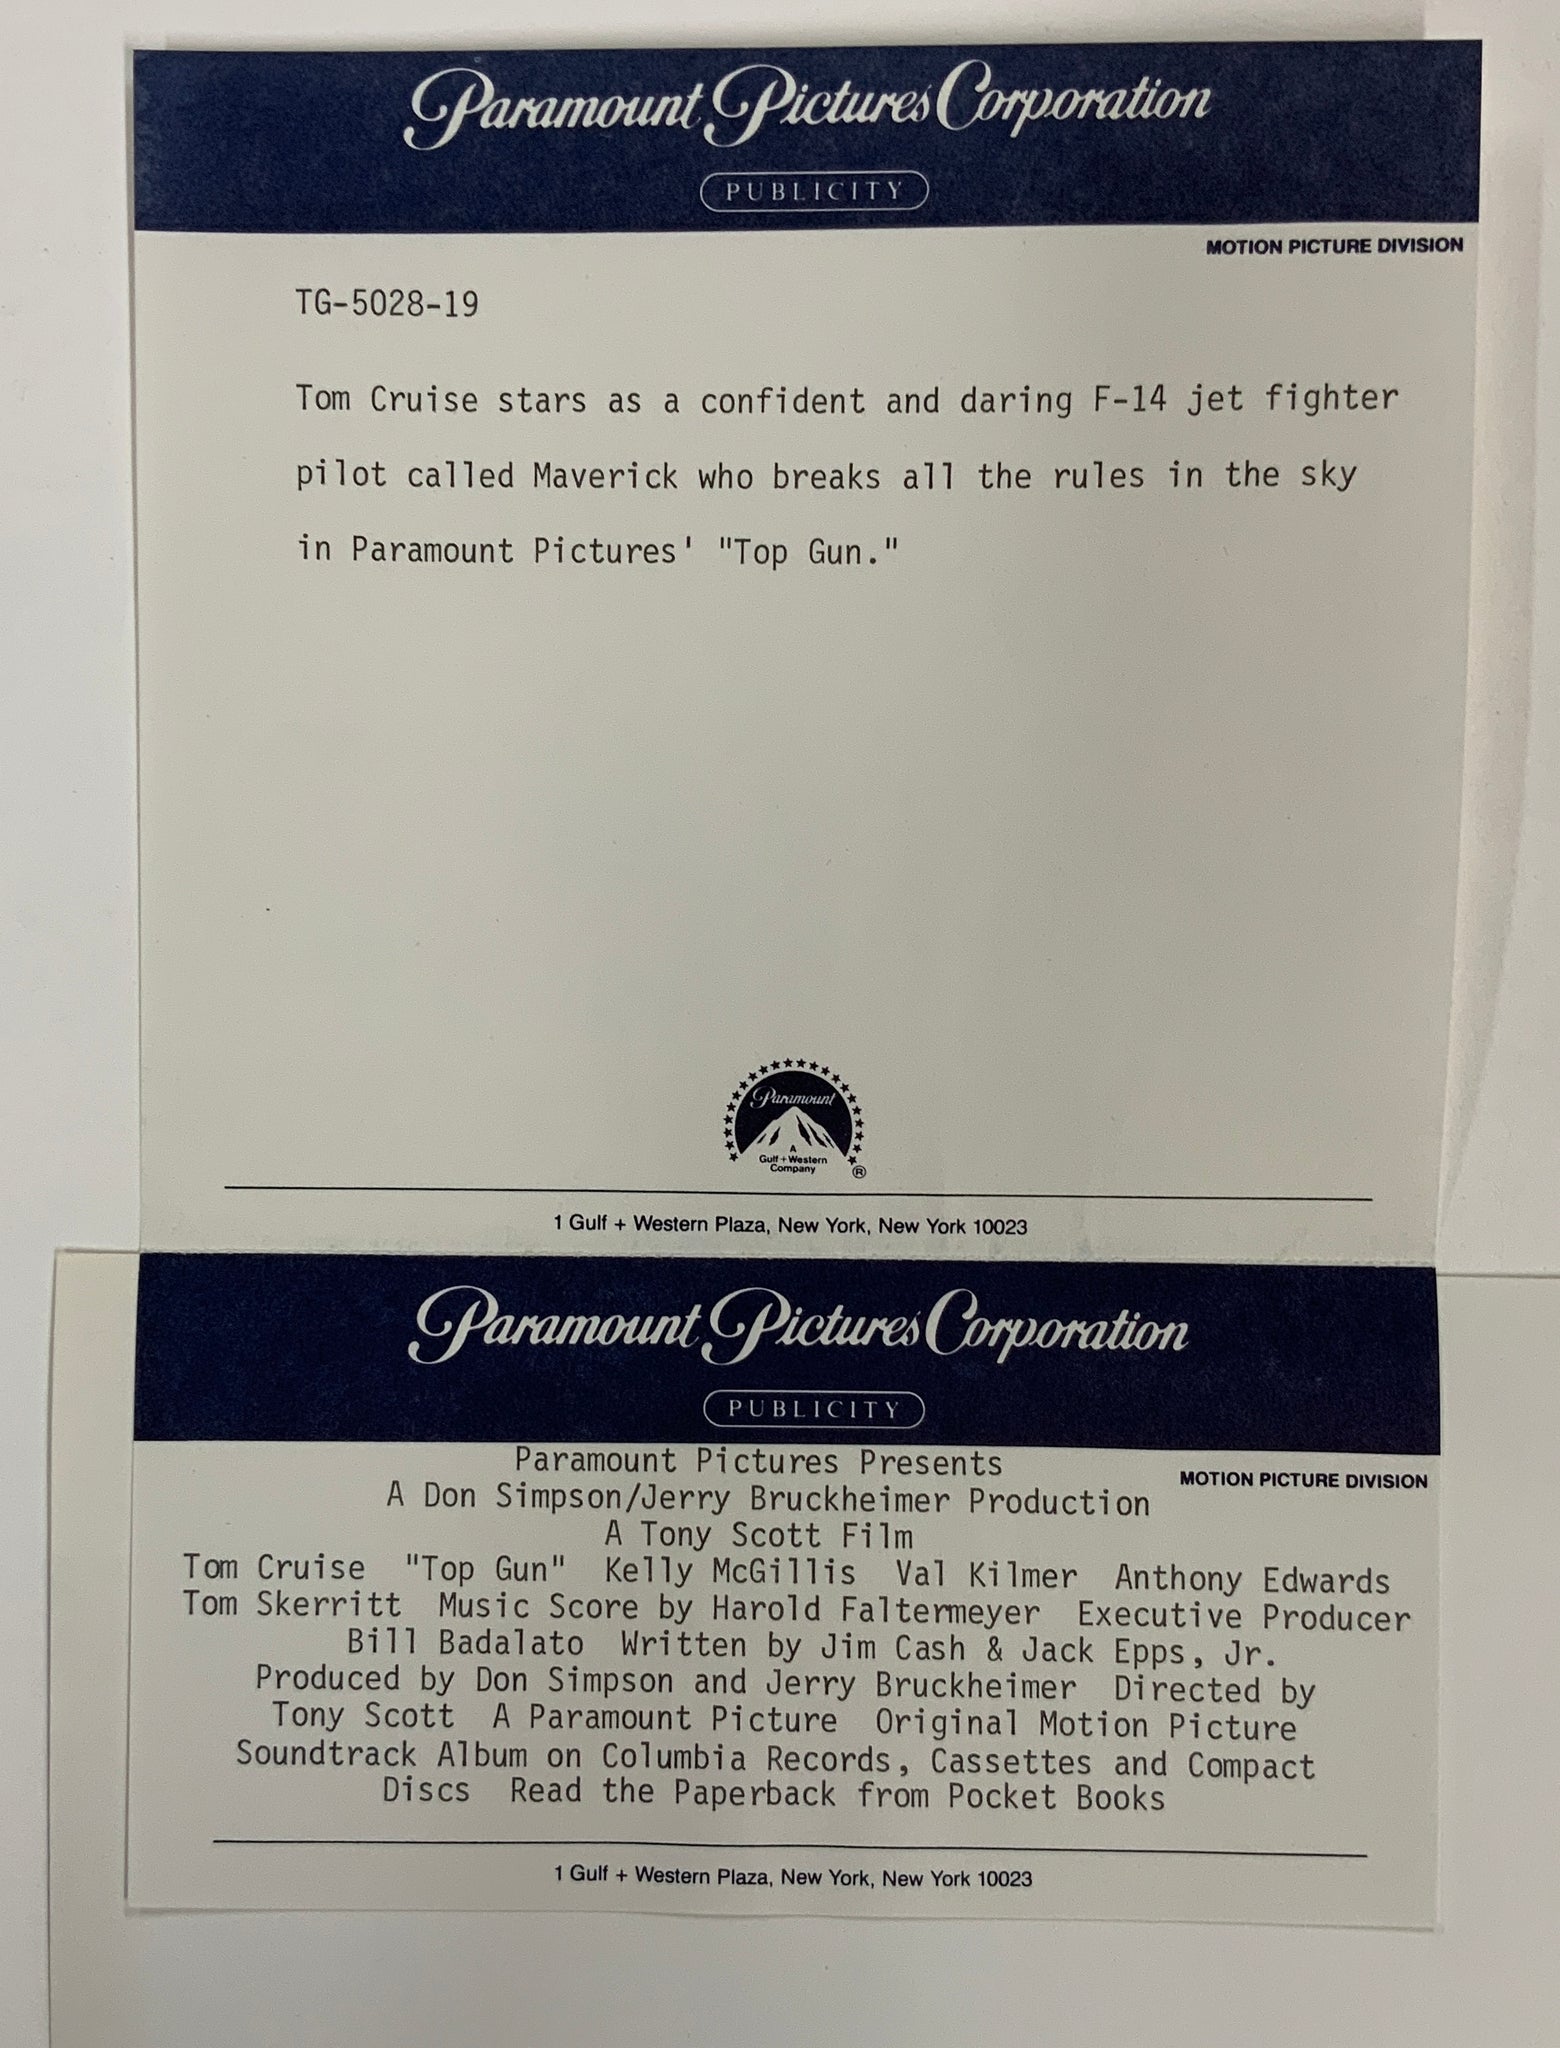 Paramount Pictures Corporation
PUBLICITY
MOTION PICTURE DIVISION
TG-5028-19
Tom Cruise stars as a confident and daring F-14 jet fighter
pilot called Maverick who breaks all the rules in the sky
in Paramount Pictures' "Top Gun."
Paramount
A
Gulf+Western
Company
®
1 Gulf + Western Plaza, New York, New York 10023
Paramount Pictures Corporation
PUBLICITY
Paramount Pictures Presents
MOTION PICTURE DIVISION
A Don Simpson/Jerry Bruckheimer Production
A Tony Scott Film
Tom Cruise "Top Gun" Kelly McGillis Val Kilmer Anthony Edwards
Tom Skerritt Music Score by Harold Faltermeyer Executive Producer
Bill Badalato Written by Jim Cash & Jack Epps, Jr.
Produced by Don Simpson and Jerry Bruckheimer Directed by
Tony Scott A Paramount Picture Original Motion Picture
Soundtrack Album on Columbia Records, Cassettes and Compact
Discs Read the Paperback from Pocket Books
1 Gulf + Western Plaza, New York, New York 10023